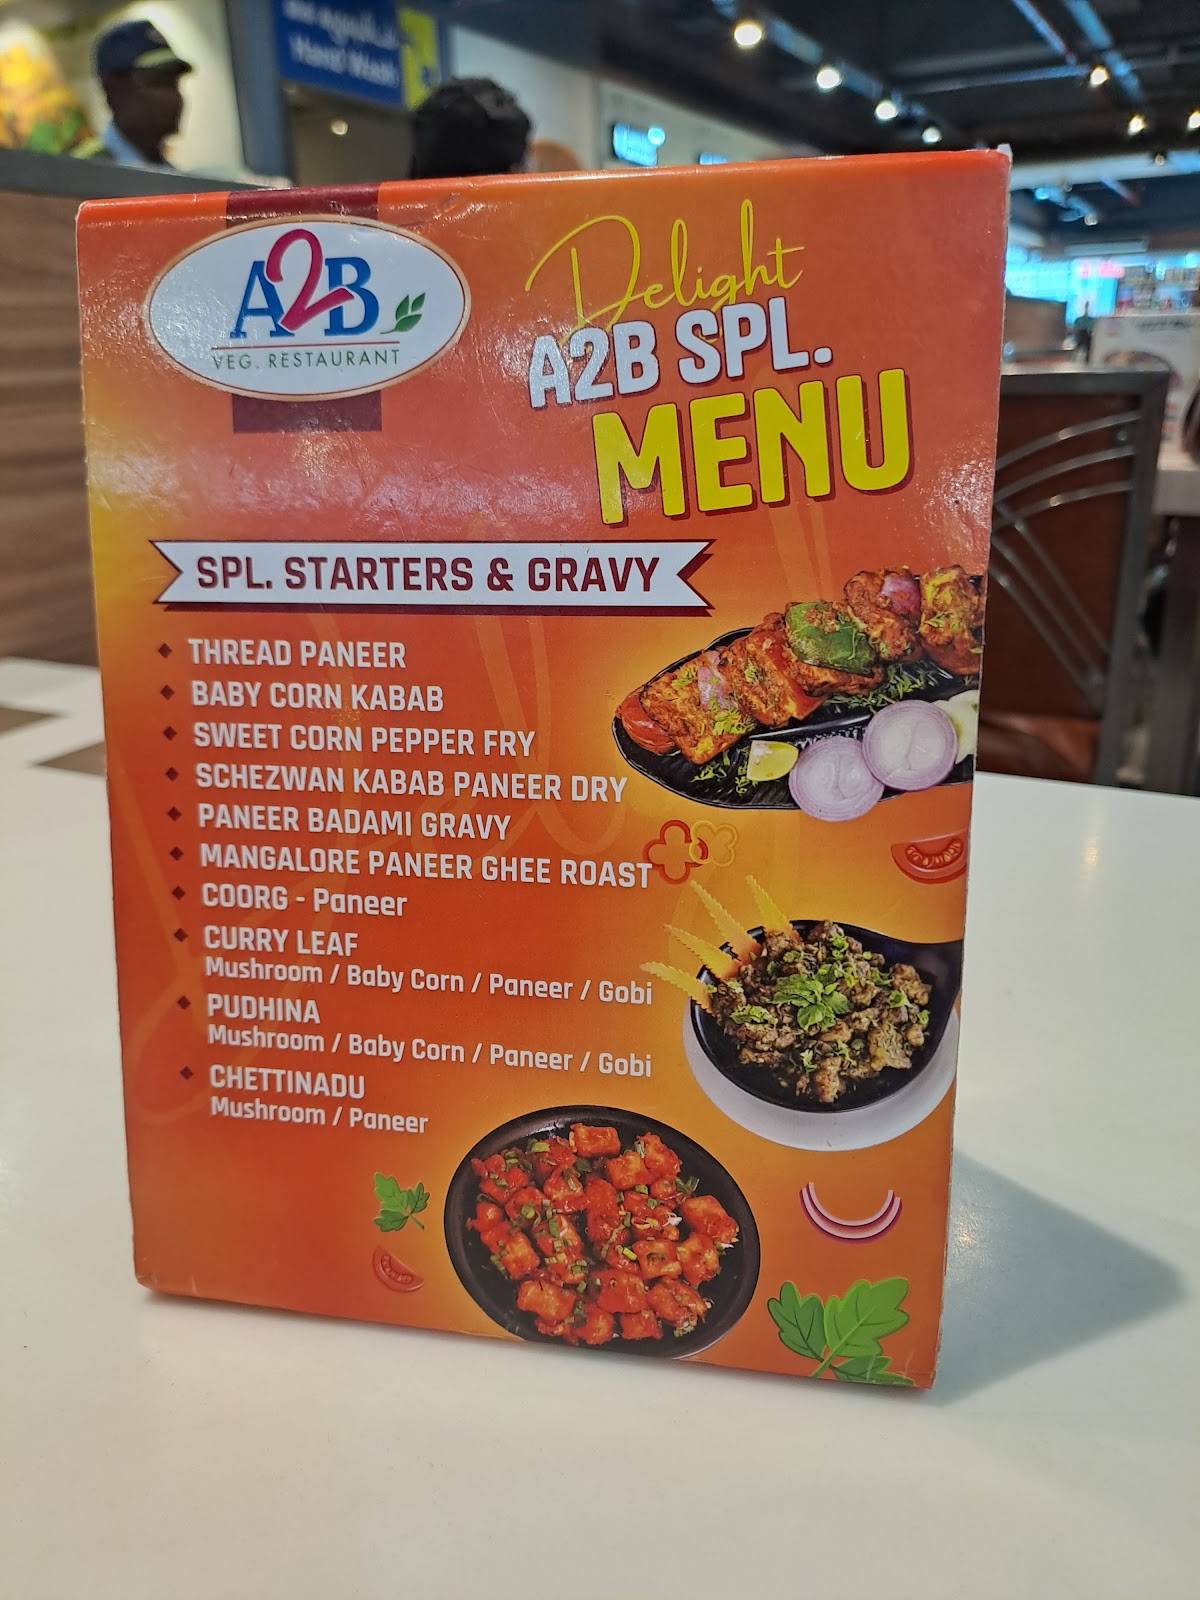 Hand Wash
A2B
VEG. RESTAURANT
Delight
A2B SPL.
MENU
SPL. STARTERS & GRAVY
THREAD PANEER
BABY CORN KABAB
SWEET CORN PEPPER FRY
SCHEZWAN KABAB PANEER DRY
PANEER BADAMI GRAVY
MANGALORE PANEER GHEE ROAST
COORG - Paneer
CURRY LEAF
Mushroom / Baby Corn / Paneer / Gobi
PUDHINA
Mushroom / Baby Corn / Paneer / Gobi
CHETTINADU
Mushroom / Paneer